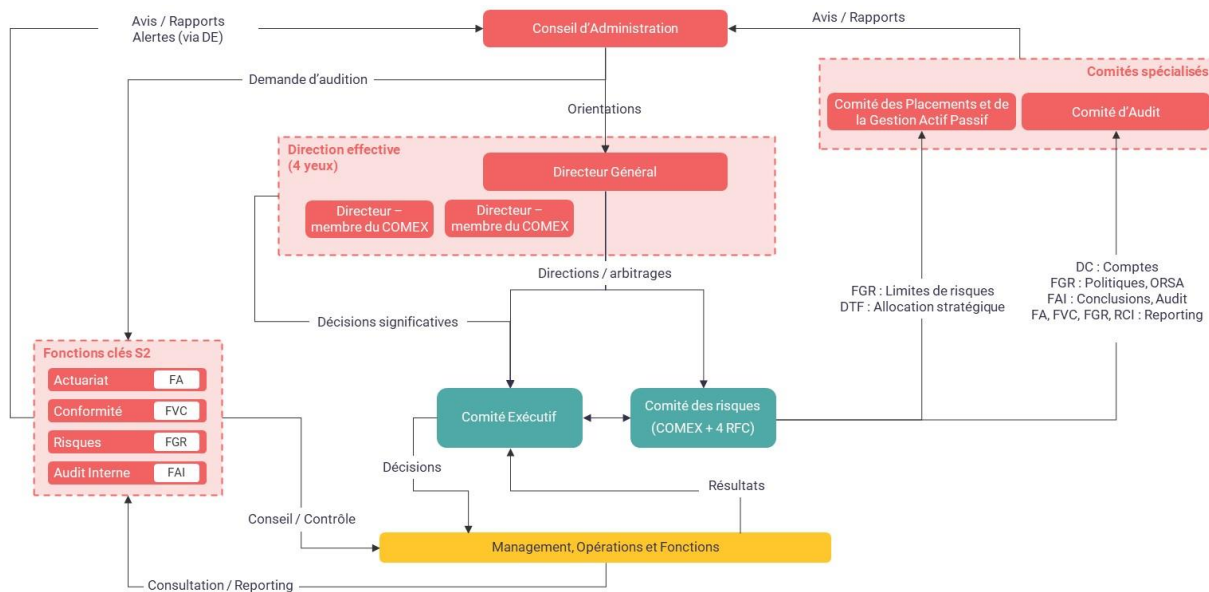 Avis / Rapports
Alertes (via DE)
Conseil d'Administration
Avis / Rapports
Demande d'audition
Orientations
Comités spécialisés
Comité des Placements et de
la Gestion Actif Passif
Comité d'Audit
Direction effective
(4 yeux)
Directeur Général
Directeur –
membre du COMEX
Directeur –
membre du COMEX
Directions / arbitrages
Décisions significatives
FGR : Limites de risques
DTF : Allocation stratégique
DC : Comptes
FGR : Politiques, ORSA
FAI : Conclusions, Audit
FA, FVC, FGR, RCI : Reporting
Fonctions clés S2
Actuariat FA
Conformité FVC
Risques FGR
Audit Interne FAI
Comité Exécutif
Comité des risques
(COMEX + 4 RFC)
Décisions
Résultats
Conseil / Contrôle
Management, Opérations et Fonctions
Consultation / Reporting